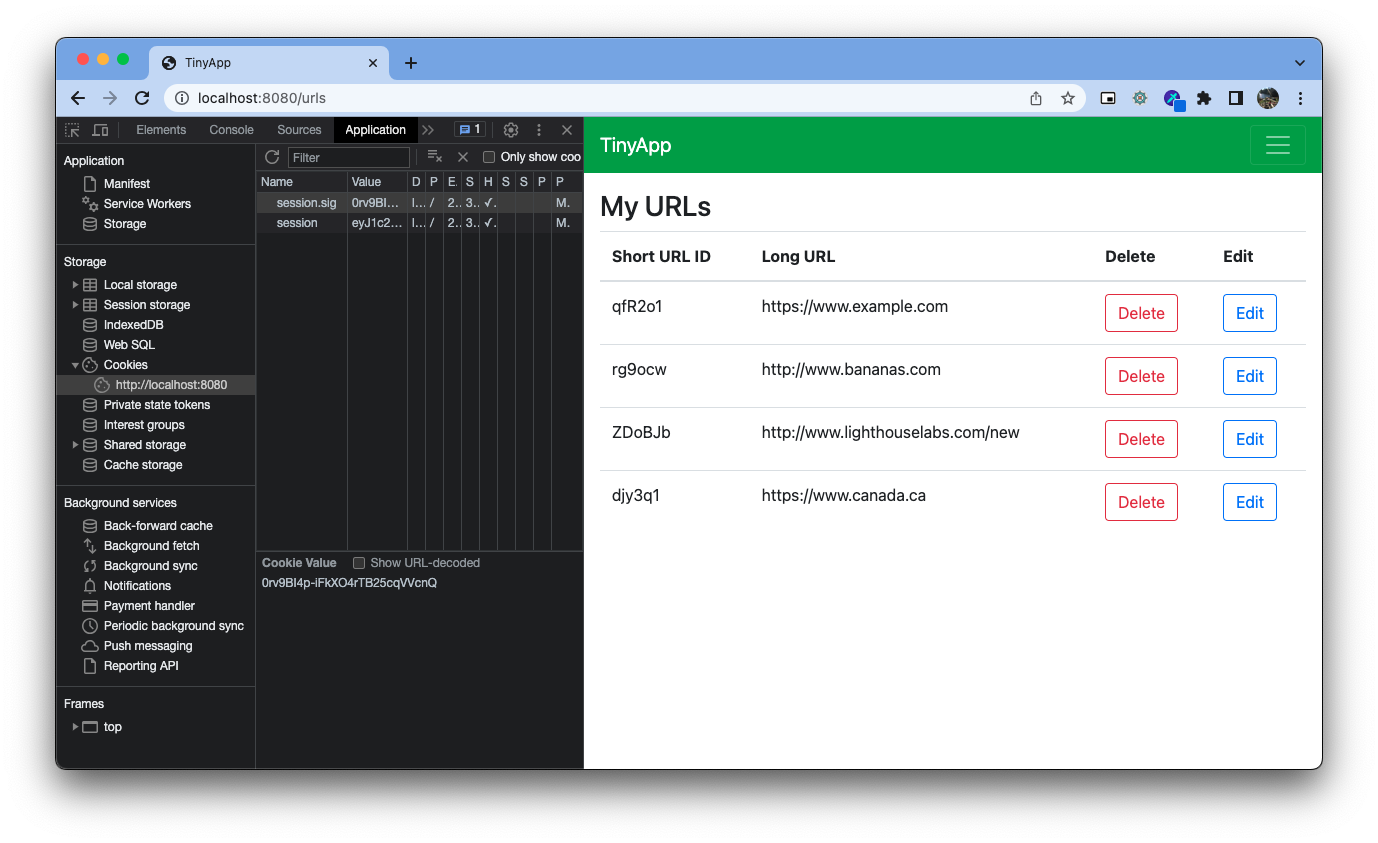 TinyApp
localhost:8080/urls
Elements Console Sources Application 1
Application
Manifest
Service Workers
Storage
Storage
Local storage
Session storage
IndexedDB
Web SQL
Cookies
http://localhost:8080
Private state tokens
Interest groups
Shared storage
Cache storage
Background services
Back-forward cache
Background fetch
Background sync
Notifications
Payment handler
Periodic background sync
Push messaging
Reporting API
Frames
top
Filter Only show coo
Name Value D P E. S H S S P P
session.sig 0rv9BI... I... / 2.. 3.. ✓. M.
session eyJ1c2... I... / 2.. 3.. ✓. M.
Cookie Value Show URL-decoded
0rv9BI4p-iFkXO4rTB25cqVVcnQ
TinyApp
My URLs
Short URL ID Long URL Delete Edit
qfR2o1 https://www.example.com Delete Edit
rg9ocw http://www.bananas.com Delete Edit
ZDoBJb http://www.lighthouselabs.com/new Delete Edit
djy3q1 https://www.canada.ca Delete Edit